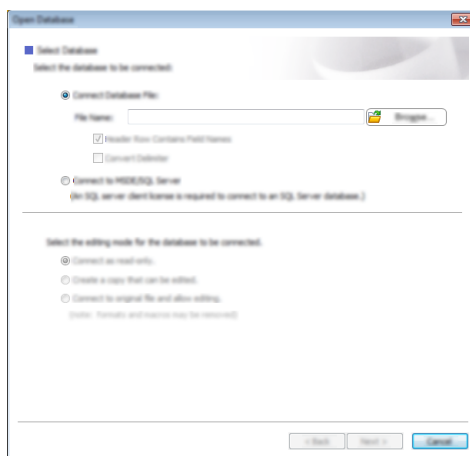 Open Database
Select Database
Select the database to be connected:
Connect Database File:
File Name:
Browse...
Header Row Contains Field Names
Convert Delimiter
Connect to MSDE/SQL Server
(An SQL server client license is required to connect to an SQL Server database.)
Select the editing mode for the database to be connected.
Connect as read-only.
Create a copy that can be edited.
Connect to original file and allow editing.
(note: formats and macros may be removed)
< Back
Next >
Cancel